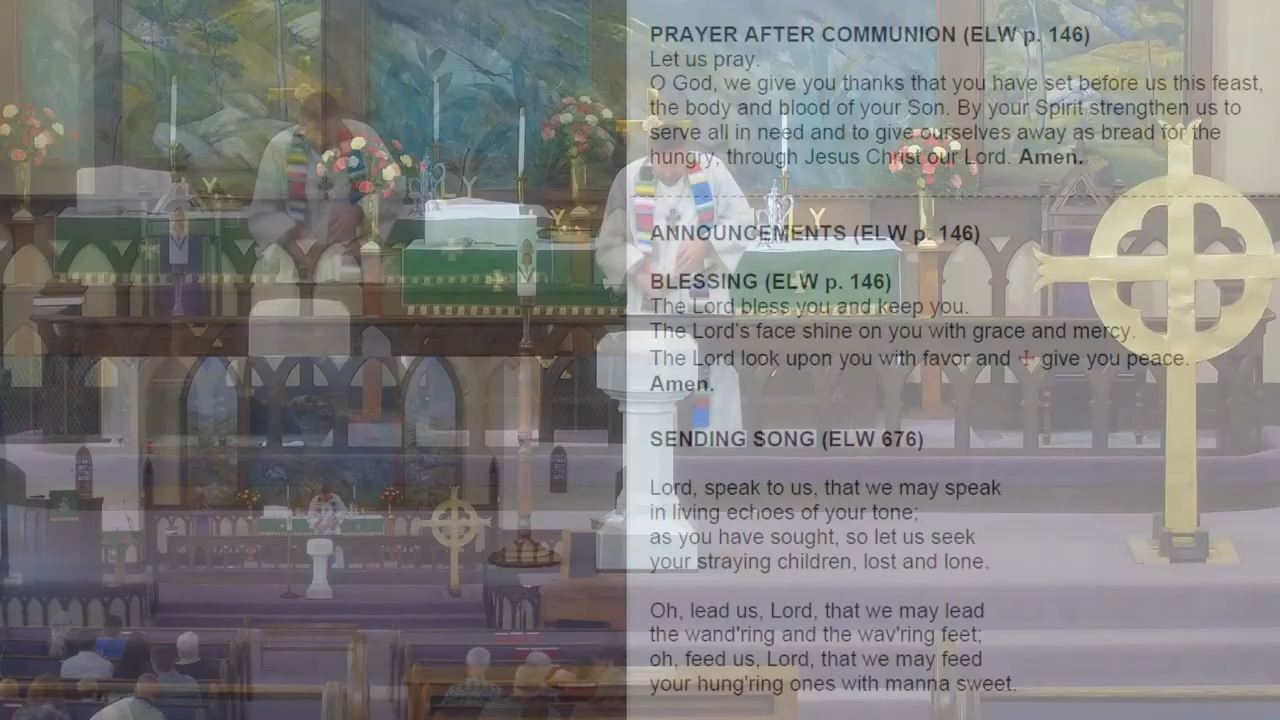 PRAYER AFTER COMMUNION (ELW p. 146)
Let us pray.
O God, we give you thanks that you have set before us this feast,
the body and blood of your Son. By your Spirit strengthen us to
serve all in need and to give ourselves away as bread for the
hungry, through Jesus Christ our Lord. Amen.
ANNOUNCEMENTS (ELW p. 146)
BLESSING (ELW p. 146)
The Lord bless you and keep you.
The Lord's face shine on you with grace and mercy.
The Lord look upon you with favor and ✢ give you peace.
Amen.
SENDING SONG (ELW 676)
Lord, speak to us, that we may speak
in living echoes of your tone;
as you have sought, so let us seek
your straying children, lost and lone.
Oh, lead us, Lord, that we may lead
the wand'ring and the wav'ring feet;
oh, feed us, Lord, that we may feed
your hung'ring ones with manna sweet.